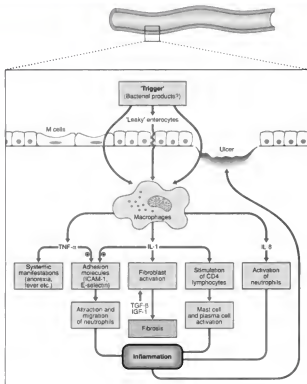 'Trigger'
(Bacterial products?)
'Leaky' enterocytes
M cells
Ulcer
Macrophages
TNF-α
IL-1
IL 8
Systemic
manifestations
(anorexia,
fever etc.)
Adhesion
molecules
(ICAM-1,
E-selectin)
Fibroblast
activation
Stimulation
of CD4
lymphocytes
Activation
of
neutrophils
TGF-β
IGF-1
Attraction and
migration
of neutrophils
Fibrosis
Mast cell
and plasma cell
activation
Inflammation